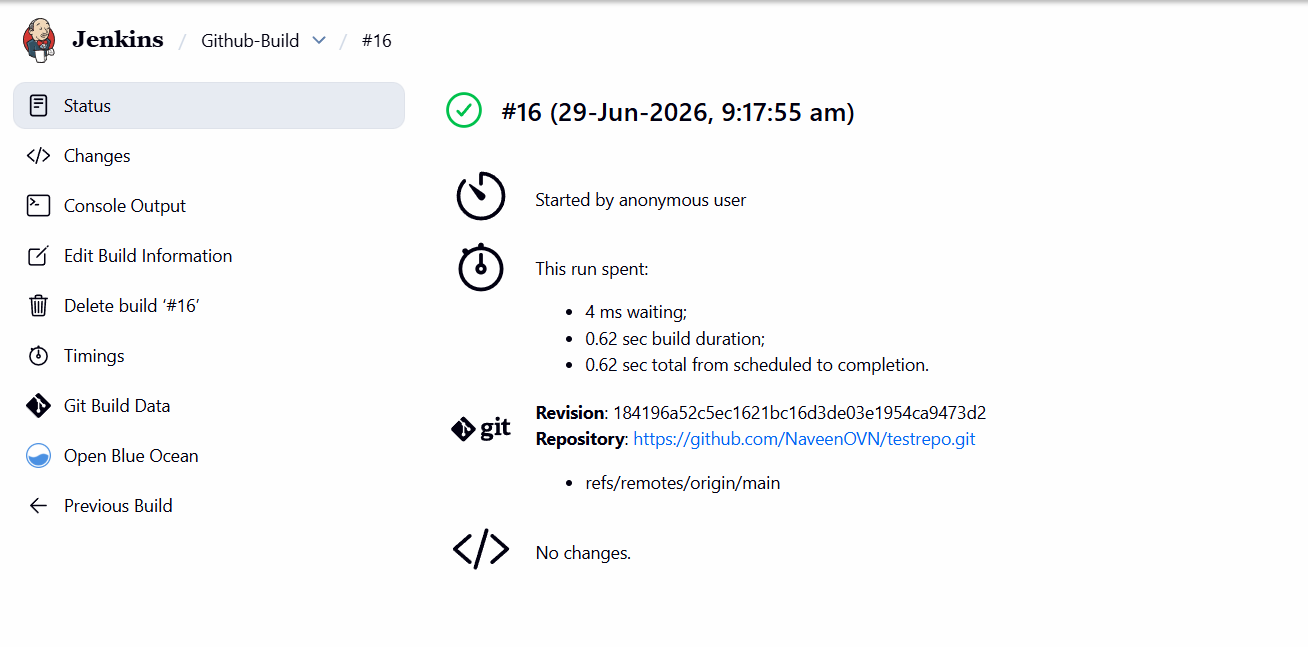 Jenkins / Github-Build / #16
Status
Changes
Console Output
Edit Build Information
Delete build ‘#16’
Timings
Git Build Data
Open Blue Ocean
Previous Build
#16 (29-Jun-2026, 9:17:55 am)
Started by anonymous user
This run spent:
• 4 ms waiting;
• 0.62 sec build duration;
• 0.62 sec total from scheduled to completion.
git
Revision: 184196a52c5ec1621bc16d3de03e1954ca9473d2
Repository: https://github.com/NaveenOVN/testrepo.git
• refs/remotes/origin/main
No changes.